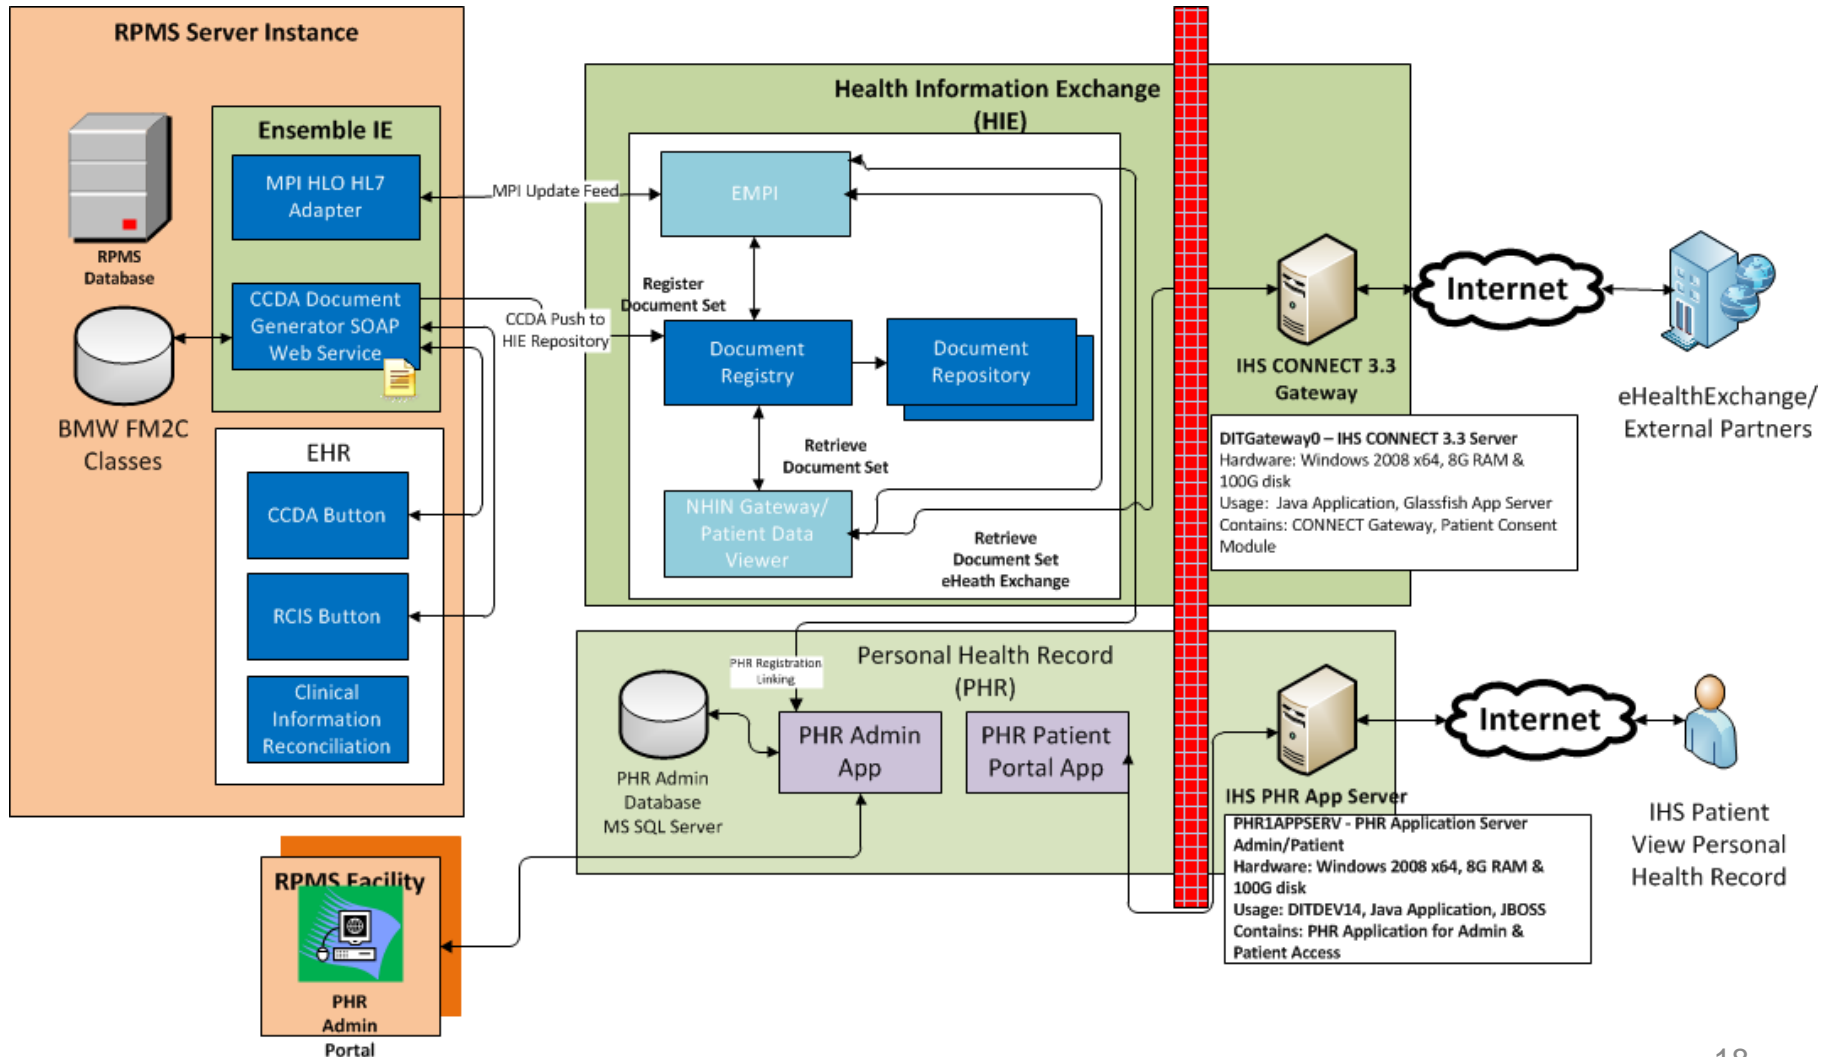 RPMS Server Instance
RPMS
Database
BMW FM2C
Classes
Ensemble IE
MPI HLO HL7
Adapter
CCDA Document
Generator SOAP
Web Service
EHR
CCDA Button
RCIS Button
Clinical
Information
Reconciliation
MPI Update Feed
CCDA Push to
HIE Repository
Health Information Exchange
(HIE)
EMPI
Register
Document Set
Document
Registry
Document
Repository
Retrieve
Document Set
NHIN Gateway/
Patient Data
Viewer
Retrieve
Document Set
eHeath Exchange
IHS CONNECT 3.3
Gateway
DITGateway0 – IHS CONNECT 3.3 Server
Hardware: Windows 2008 x64, 8G RAM &
100G disk
Usage: Java Application, Glassfish App Server
Contains: CONNECT Gateway, Patient Consent
Module
Internet
eHealthExchange/
External Partners
Personal Health Record
(PHR)
PHR Registration
Linking
PHR Admin
Database
MS SQL Server
PHR Admin
App
PHR Patient
Portal App
IHS PHR App Server
PHR1APPSERV - PHR Application Server
Admin/Patient
Hardware: Windows 2008 x64, 8G RAM &
100G disk
Usage: DITDEV14, Java Application, JBOSS
Contains: PHR Application for Admin &
Patient Access
Internet
IHS Patient
View Personal
Health Record
RPMS Facility
PHR
Admin
Portal
18